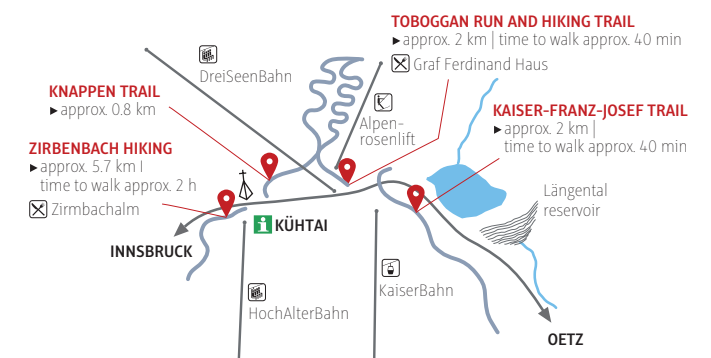 TOBOGGAN RUN AND HIKING TRAIL
▸ approx. 2 km | time to walk approx. 40 min
Graf Ferdinand Haus
DreiSeenBahn
KNAPPEN TRAIL
▸ approx. 0.8 km
Alpen-
rosenlift
KAISER-FRANZ-JOSEF TRAIL
▸ approx. 2 km |
time to walk approx. 40 min
ZIRBENBACH HIKING
▸ approx. 5.7 km I
time to walk approx. 2 h
Zirmbachalm
Längental
reservoir
i KÜHTAI
INNSBRUCK
HochAlterBahn
KaiserBahn
OETZ